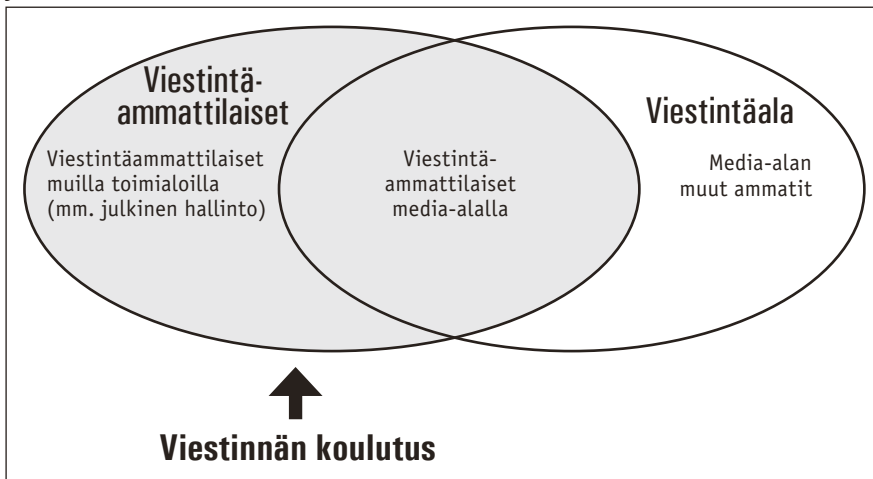 Viestintä-
ammattilaiset
Viestintäammattilaiset
muilla toimialoilla
(mm. julkinen hallinto)
Viestintä-
ammattilaiset
media-alalla
Viestintäala
Media-alan
muut ammatit
Viestinnän koulutus